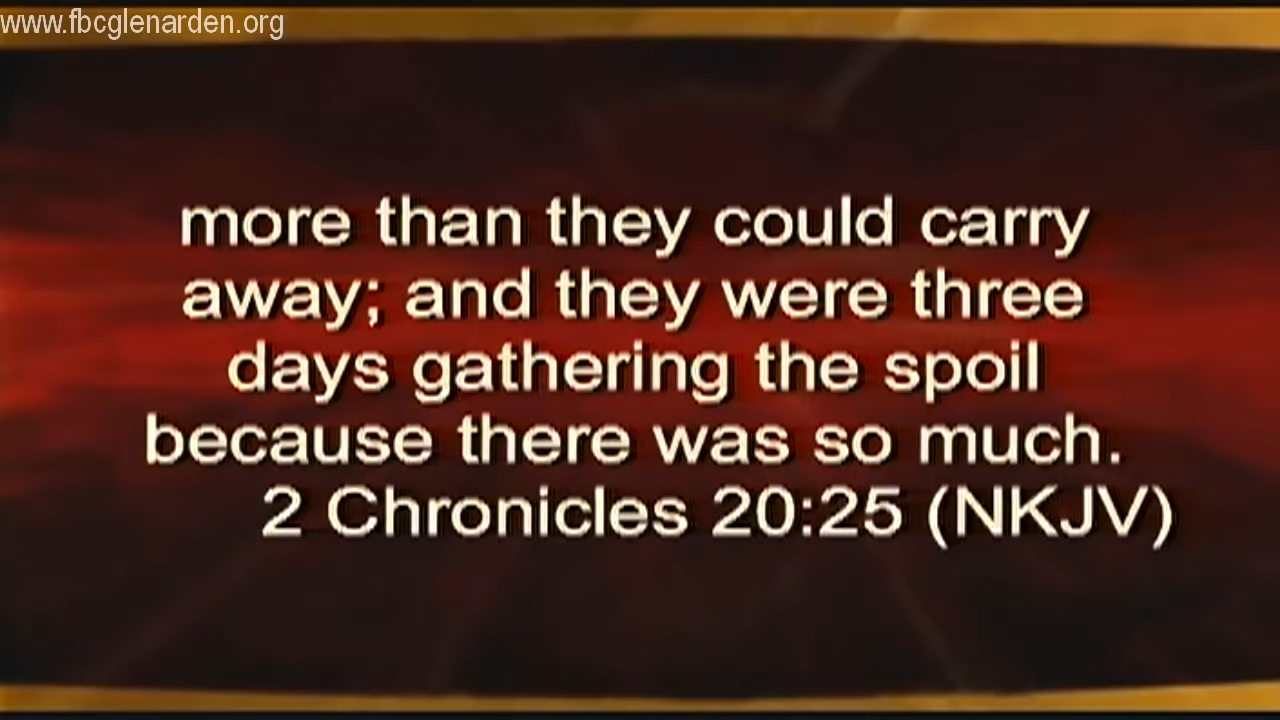 www.fbcglenarden.org
more than they could carry
away; and they were three
days gathering the spoil
because there was so much.
2 Chronicles 20:25 (NKJV)